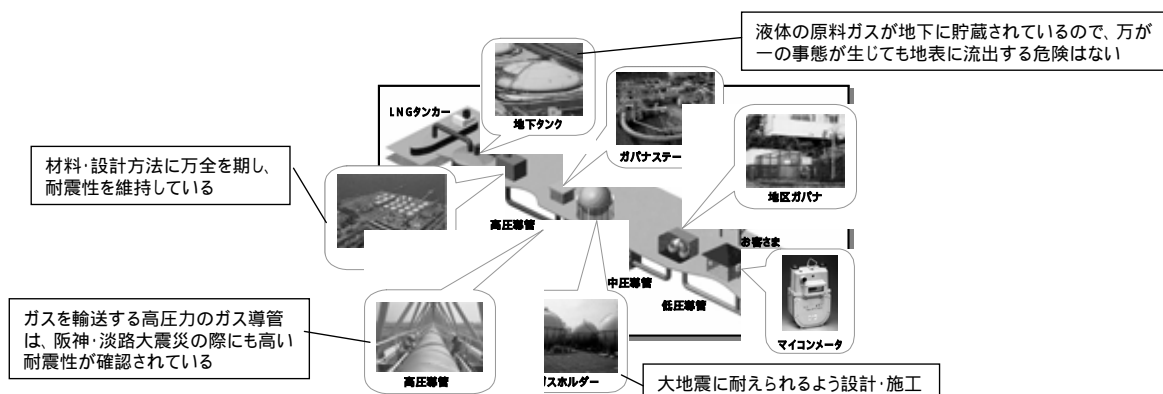 液体の原料ガスが地下に貯蔵されているので、万が
一の事態が生じても地表に流出する危険はない
LNGタンカー
地下タンク
ガバナステー
地区ガバナ
材料・設計方法に万全を期し、
耐震性を維持している
高圧導管
お客さま
中圧導管
低圧導管
マイコンメータ
ガスを輸送する高圧力のガス導管
は、阪神・淡路大震災の際にも高い
耐震性が確認されている
高圧導管
スホルダー
大地震に耐えられるよう設計・施工